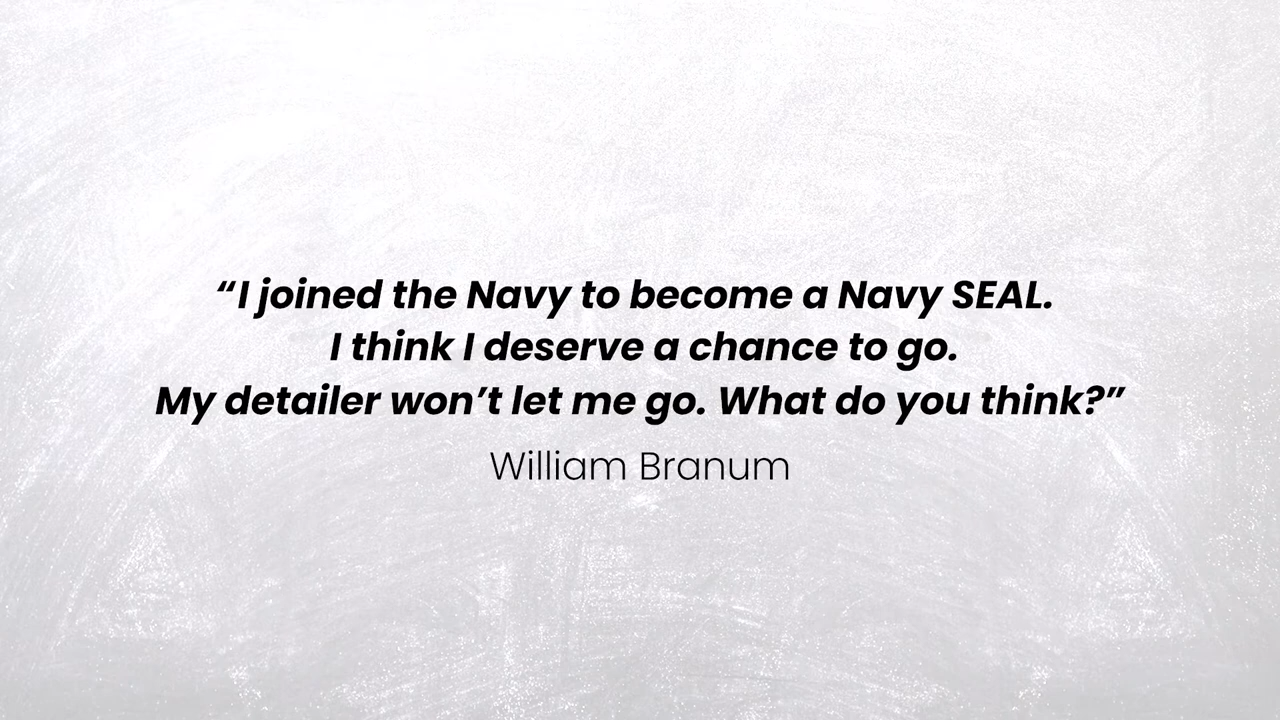 “I joined the Navy to become a Navy SEAL.
I think I deserve a chance to go.
My detailer won’t let me go. What do you think?”
William Branum